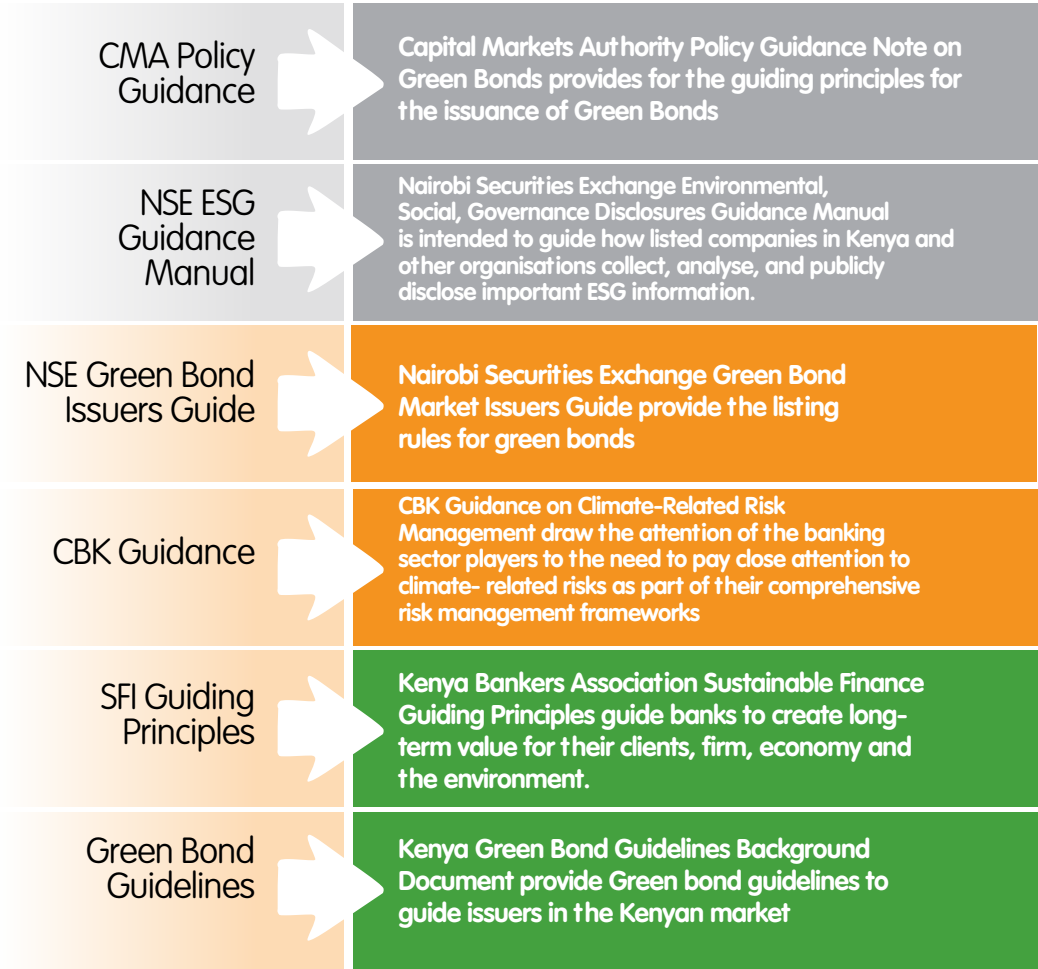 CMA Policy
Guidance
Capital Markets Authority Policy Guidance Note on
Green Bonds provides for the guiding principles for
the issuance of Green Bonds
NSE ESG
Guidance
Manual
Nairobi Securities Exchange Environmental,
Social, Governance Disclosures Guidance Manual
is intended to guide how listed companies in Kenya and
other organisations collect, analyse, and publicly
disclose important ESG information.
NSE Green Bond
Issuers Guide
Nairobi Securities Exchange Green Bond
Market Issuers Guide provide the listing
rules for green bonds
CBK Guidance
CBK Guidance on Climate-Related Risk
Management draw the attention of the banking
sector players to the need to pay close attention to
climate- related risks as part of their comprehensive
risk management frameworks
SFI Guiding
Principles
Kenya Bankers Association Sustainable Finance
Guiding Principles guide banks to create long-
term value for their clients, firm, economy and
the environment.
Green Bond
Guidelines
Kenya Green Bond Guidelines Background
Document provide Green bond guidelines to
guide issuers in the Kenyan market